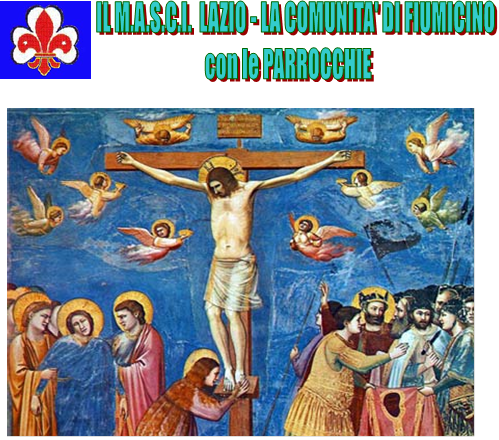 IL M.A.S.C.I. LAZIO - LA COMUNITA' DI FIUMICINO
con le PARROCCHIE